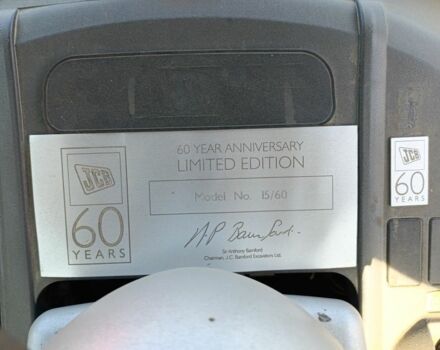 JCB
60
YEARS
60 YEAR ANNIVERSARY
LIMITED EDITION
Model No. 15/60
Sir Anthony Bamford
Chairman, J.C. Bamford Excavators Ltd.
JCB
60
YEARS